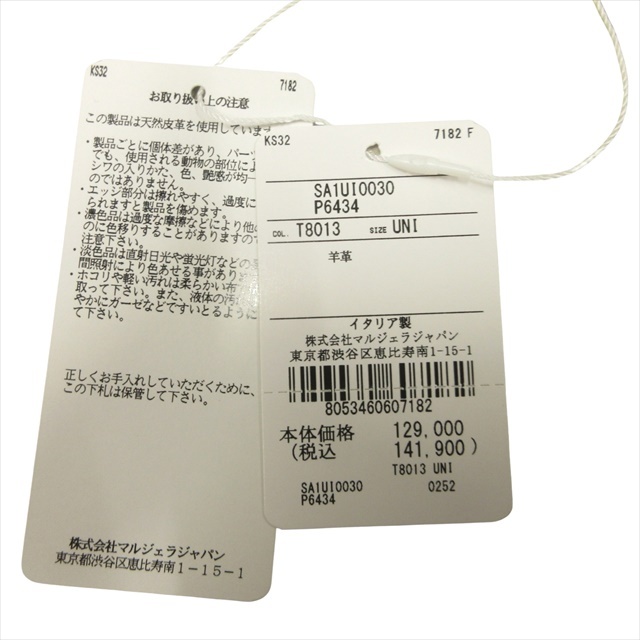 KS32 7182
お取り扱い上の注意
この製品は天然皮革を使用しています
・製品ごとに個体差があり、パー
でも、使用される動物の部位によ
シワの入りかた、色、艶感が均一
のではありません。
・エッジ部分は擦れやすく、過度に
られますと製品を傷めます。
・濃色品は過度な摩擦などにより他の
のに色移りすることがありますので
注意下さい。
・淡色品は直射日光や蛍光灯などの
間照射により色あせる事があり
・ホコリや軽い汚れは柔らかい布
取って下さい。また、液体の汚
やかにガーゼなどですいとるように
て下さい。
正しくお手入れしていただくために、
この下札は保管して下さい。
株式会社マルジェラジャパン
東京都渋谷区恵比寿南1-15-1
KS32 7182 F
SA1UI0030
P6434
COL. T8013 SIZE UNI
羊革
イタリア製
株式会社マルジェラジャパン
東京都渋谷区恵比寿南1-15-1
8053460607182
本体価格 129,000
(税込 141,900)
T8013 UNI
SA1UI0030 0252
P6434